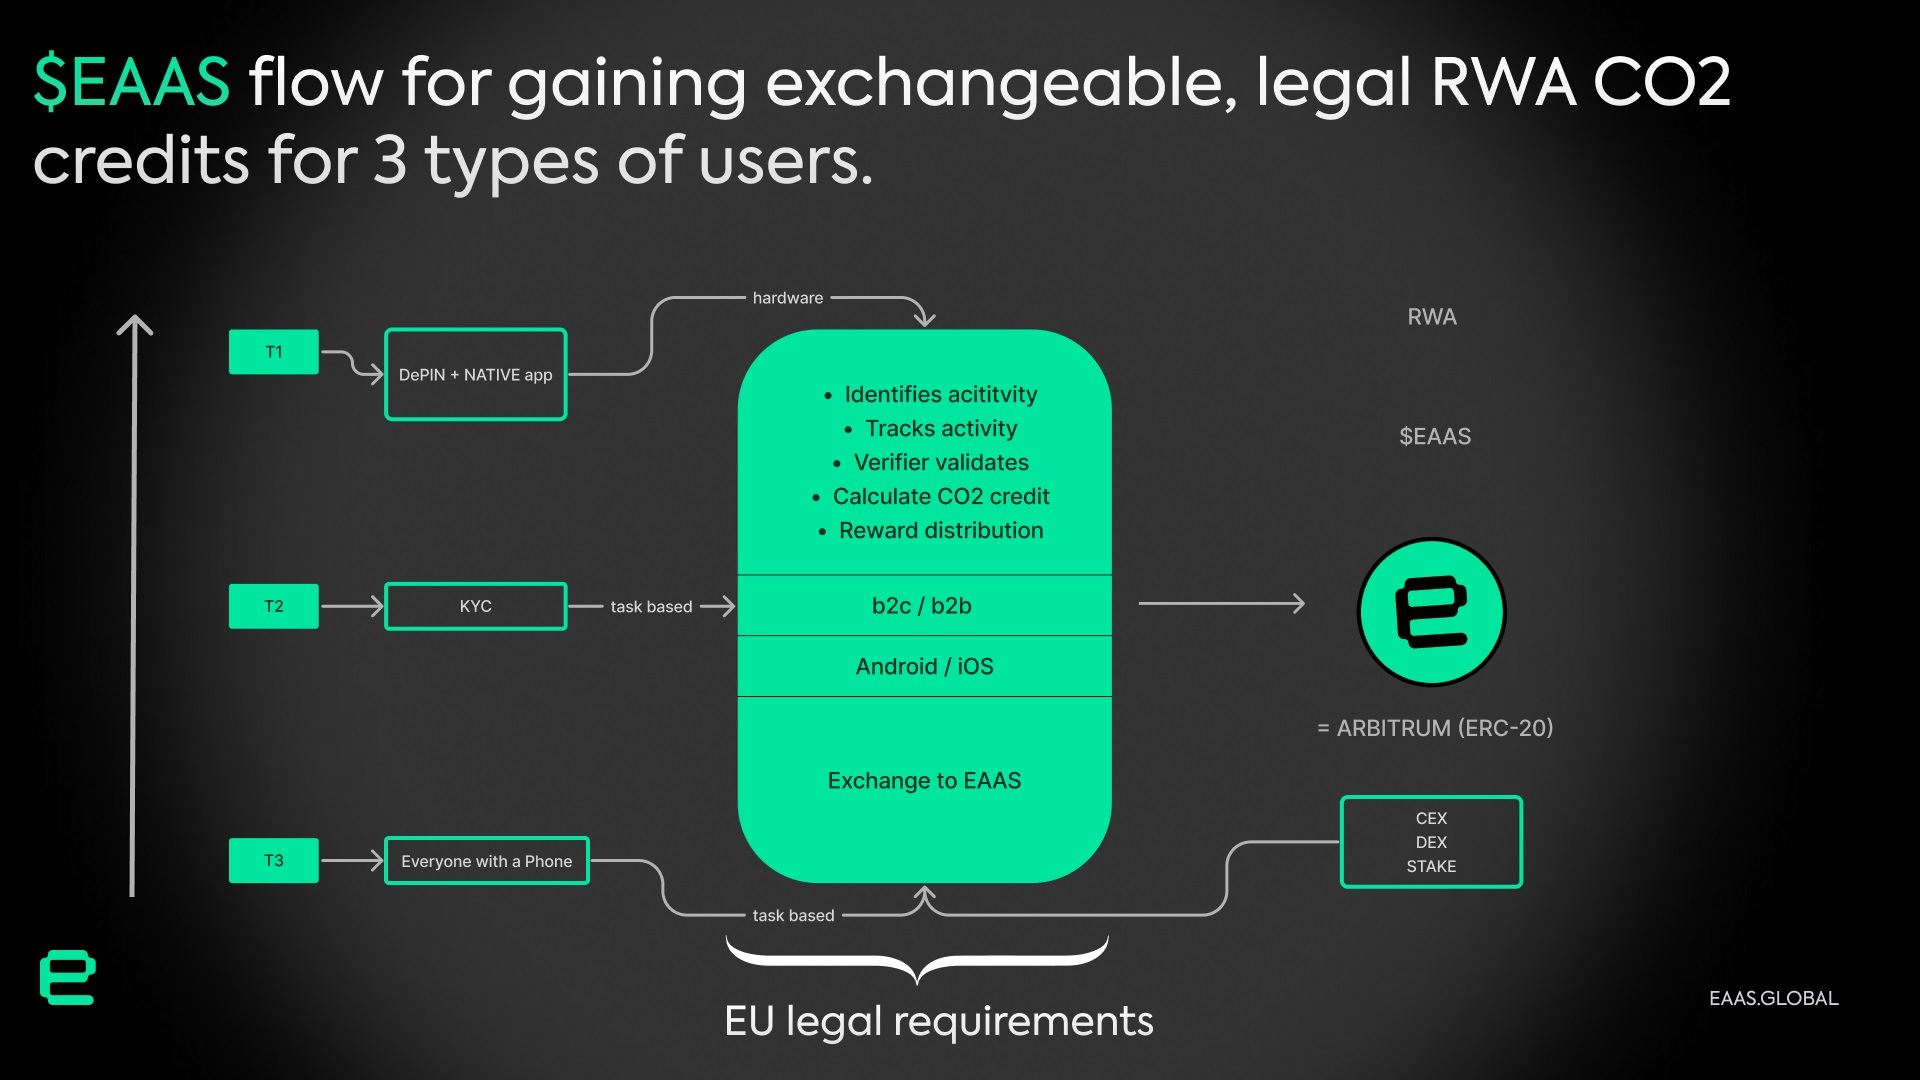 $EAAS flow for gaining exchangeable, legal RWA CO2
credits for 3 types of users.
hardware
T1
DePIN + NATIVE app
T2
KYC
task based
T3
Everyone with a Phone
task based
• Identifies acititvity
• Tracks activity
• Verifier validates
• Calculate CO2 credit
• Reward distribution
b2c / b2b
Android / iOS
Exchange to EAAS
RWA
$EAAS
= ARBITRUM (ERC-20)
CEX
DEX
STAKE
EU legal requirements
EAAS.GLOBAL